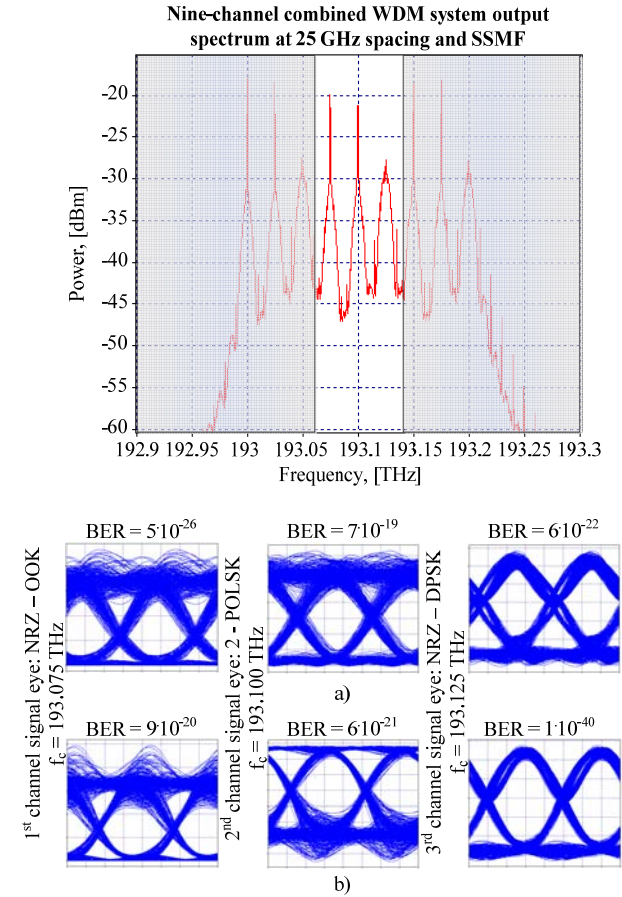 Nine-channel combined WDM system output
spectrum at 25 GHz spacing and SSMF
Power, [dBm]
-20
-25
-30
-35
-40
-45
-50
-55
-60
192.9 192.95 193 193.05 193.1 193.15 193.2 193.25 193.3
Frequency, [THz]
1st channel signal eye: NRZ – OOK
fc = 193.075 THz
2nd channel signal eye: 2 - POLSK
fc = 193.100 THz
3rd channel signal eye: NRZ – DPSK
fc = 193.125 THz
BER = 5·10-26
BER = 7·10-19
BER = 6·10-22
a)
BER = 9·10-20
BER = 6·10-21
BER = 1·10-40
b)